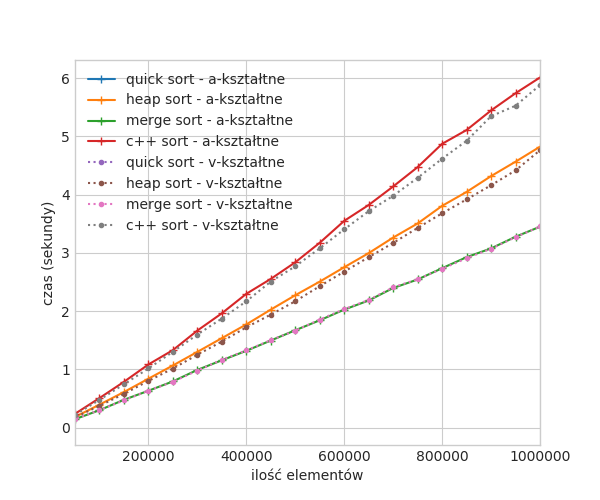 6
5
4
3
2
1
0
czas (sekundy)
quick sort - a-kształtne
heap sort - a-kształtne
merge sort - a-kształtne
c++ sort - a-kształtne
quick sort - v-kształtne
heap sort - v-kształtne
merge sort - v-kształtne
c++ sort - v-kształtne
200000 400000 600000 800000 1000000
ilość elementów